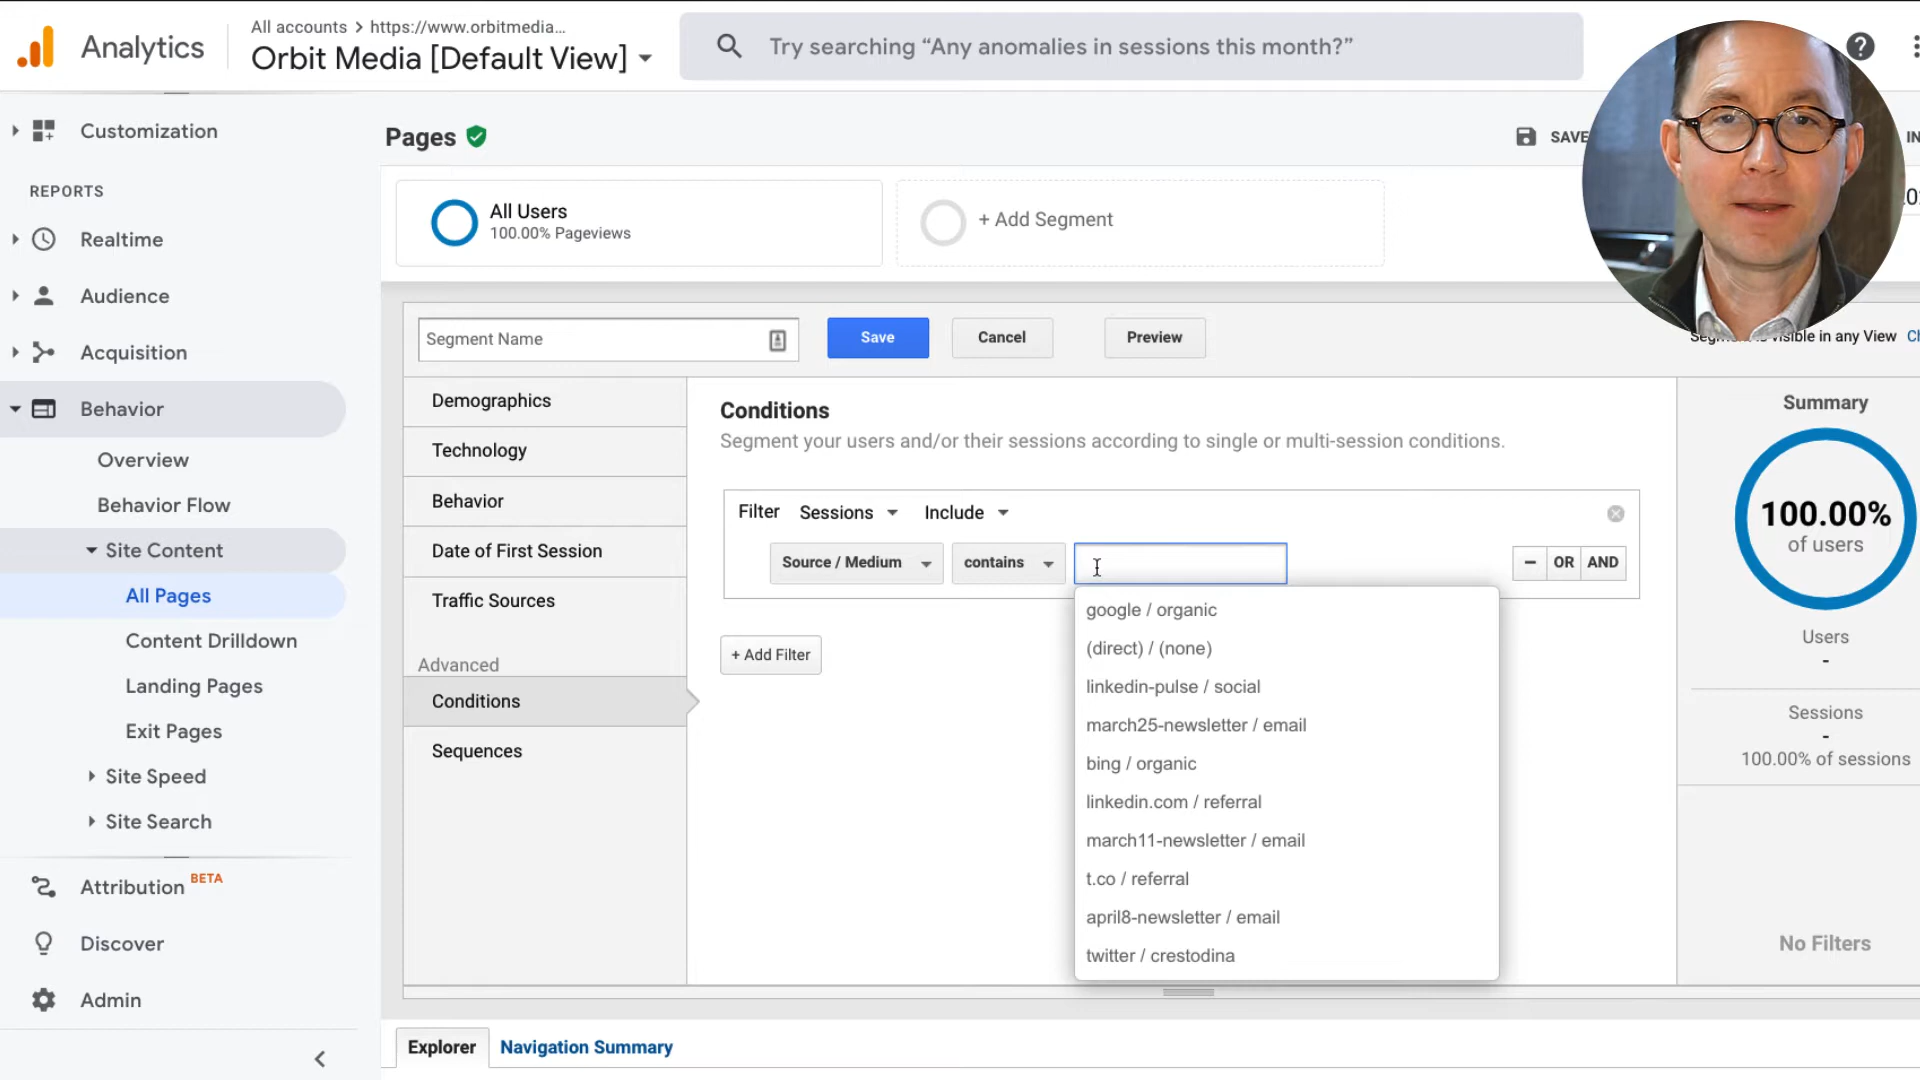 Analytics
All accounts > https://www.orbitmedia...
Orbit Media [Default View]
Try searching “Any anomalies in sessions this month?”
Customization
REPORTS
Realtime
Audience
Acquisition
Behavior
Overview
Behavior Flow
Site Content
All Pages
Content Drilldown
Landing Pages
Exit Pages
Site Speed
Site Search
Attribution BETA
Discover
Admin
Pages
SAVE
All Users
100.00% Pageviews
+ Add Segment
Segment Name
Save
Cancel
Preview
visible in any View
Demographics
Technology
Behavior
Date of First Session
Traffic Sources
Advanced
Conditions
Sequences
Conditions
Segment your users and/or their sessions according to single or multi-session conditions.
Filter Sessions Include
Source / Medium contains
− OR AND
google / organic
(direct) / (none)
linkedin-pulse / social
march25-newsletter / email
bing / organic
linkedin.com / referral
march11-newsletter / email
t.co / referral
april8-newsletter / email
twitter / crestodina
+ Add Filter
Summary
100.00%
of users
Users
-
Sessions
-
100.00% of sessions
No Filters
Explorer
Navigation Summary